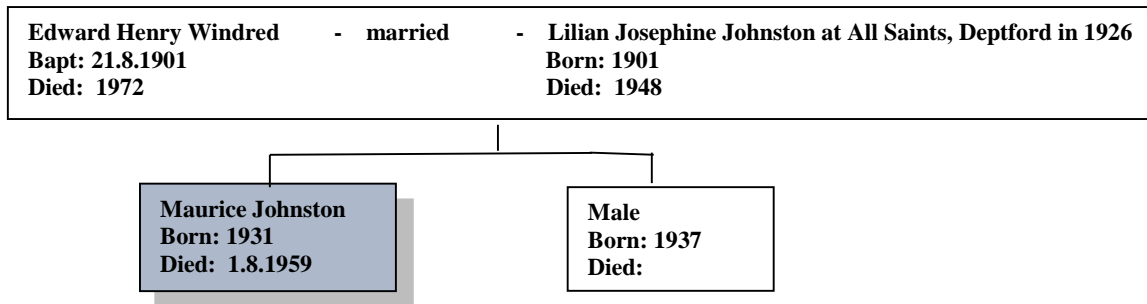 Edward Henry Windred - married - Lilian Josephine Johnston at All Saints, Deptford in 1926
Bapt: 21.8.1901 Born: 1901
Died: 1972 Died: 1948
Maurice Johnston
Born: 1931
Died: 1.8.1959
Male
Born: 1937
Died: